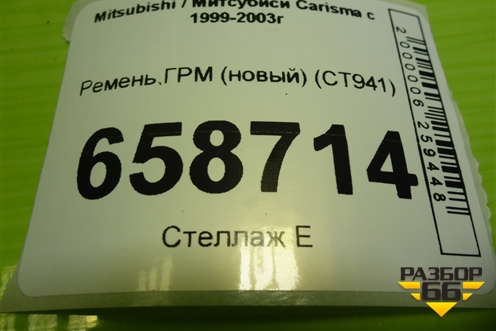 Mitsubishi / Митсубиси Carisma с
1999-2003г
Ремень.ГРМ (новый) (CT941)
658714
Стеллаж Е
2000006259448
РАЗБОР
66